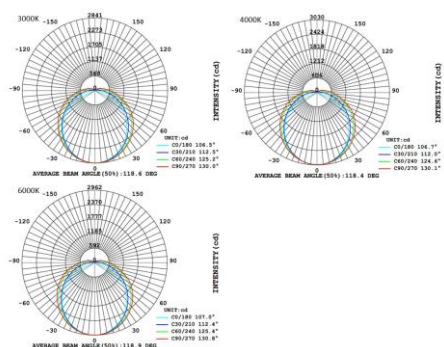 3000K
2841
2273
1705
1137
568
-/+180
-150
150
-120
120
-90
90
-60
60
-30
30
0
INTENSITY(cd)
UNIT:cd
C0/180 106.5°
C30/210 112.5°
C60/240 125.2°
C90/270 130.0°
AVERAGE BEAM ANGLE(50%):118.6 DEG
4000K
3030
2424
1818
1212
606
-150
150
-120
120
-90
90
-60
60
-30
30
0
INTENSITY(cd)
UNIT:cd
C0/180 106.7°
C30/210 112.0°
C60/240 124.6°
C90/270 130.1°
AVERAGE BEAM ANGLE(50%):118.4 DEG
6000K
2962
2370
1777
1185
592
-150
150
-120
120
-90
90
-60
60
-30
30
0
INTENSITY(cd)
UNIT:cd
C0/180 107.0°
C30/210 112.4°
C60/240 125.4°
C90/270 130.8°
AVERAGE BEAM ANGLE(50%):118.9 DEG